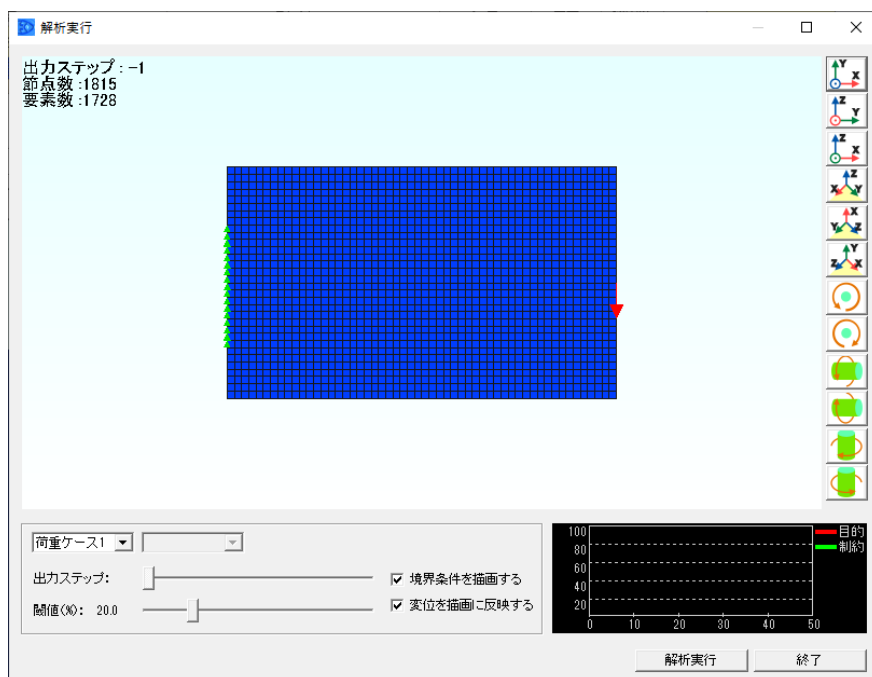 解析実行
出力ステップ:-1
節点数:1815
要素数:1728
Y
X
Z
Y
Z
X
Z
X Y
X
Y Z
Y
Z X
荷重ケース1
出力ステップ:
境界条件を描画する
閾値(%): 20.0
変位を描画に反映する
100
80
60
40
20
0 10 20 30 40 50
目的
制約
解析実行
終了